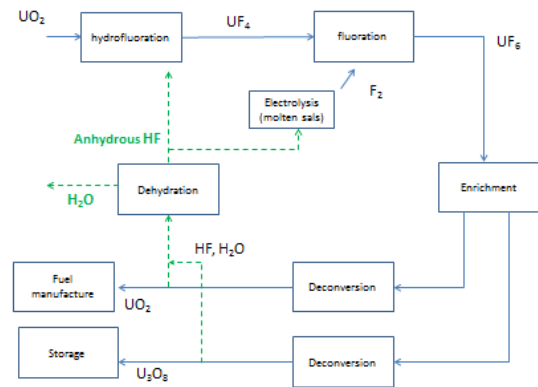 UO₂
hydrofluoration
UF₄
fluoration
UF₆
F₂
Electrolysis
(molten sals)
Anhydrous HF
Dehydration
H₂O
Enrichment
HF, H₂O
Fuel
manufacture
UO₂
Deconversion
Storage
U₃O₈
Deconversion